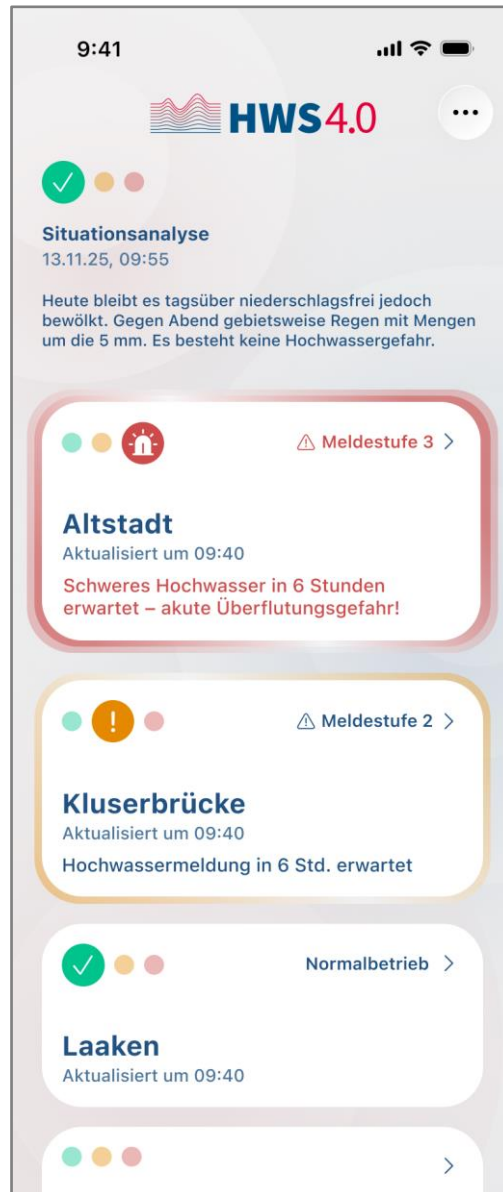 9:41
HWS4.0
Situationsanalyse
13.11.25, 09:55
Heute bleibt es tagsüber niederschlagsfrei jedoch
bewölkt. Gegen Abend gebietsweise Regen mit Mengen
um die 5 mm. Es besteht keine Hochwassergefahr.
Meldestufe 3
Altstadt
Aktualisiert um 09:40
Schweres Hochwasser in 6 Stunden
erwartet – akute Überflutungsgefahr!
Meldestufe 2
Kluserbrücke
Aktualisiert um 09:40
Hochwassermeldung in 6 Std. erwartet
Normalbetrieb
Laaken
Aktualisiert um 09:40